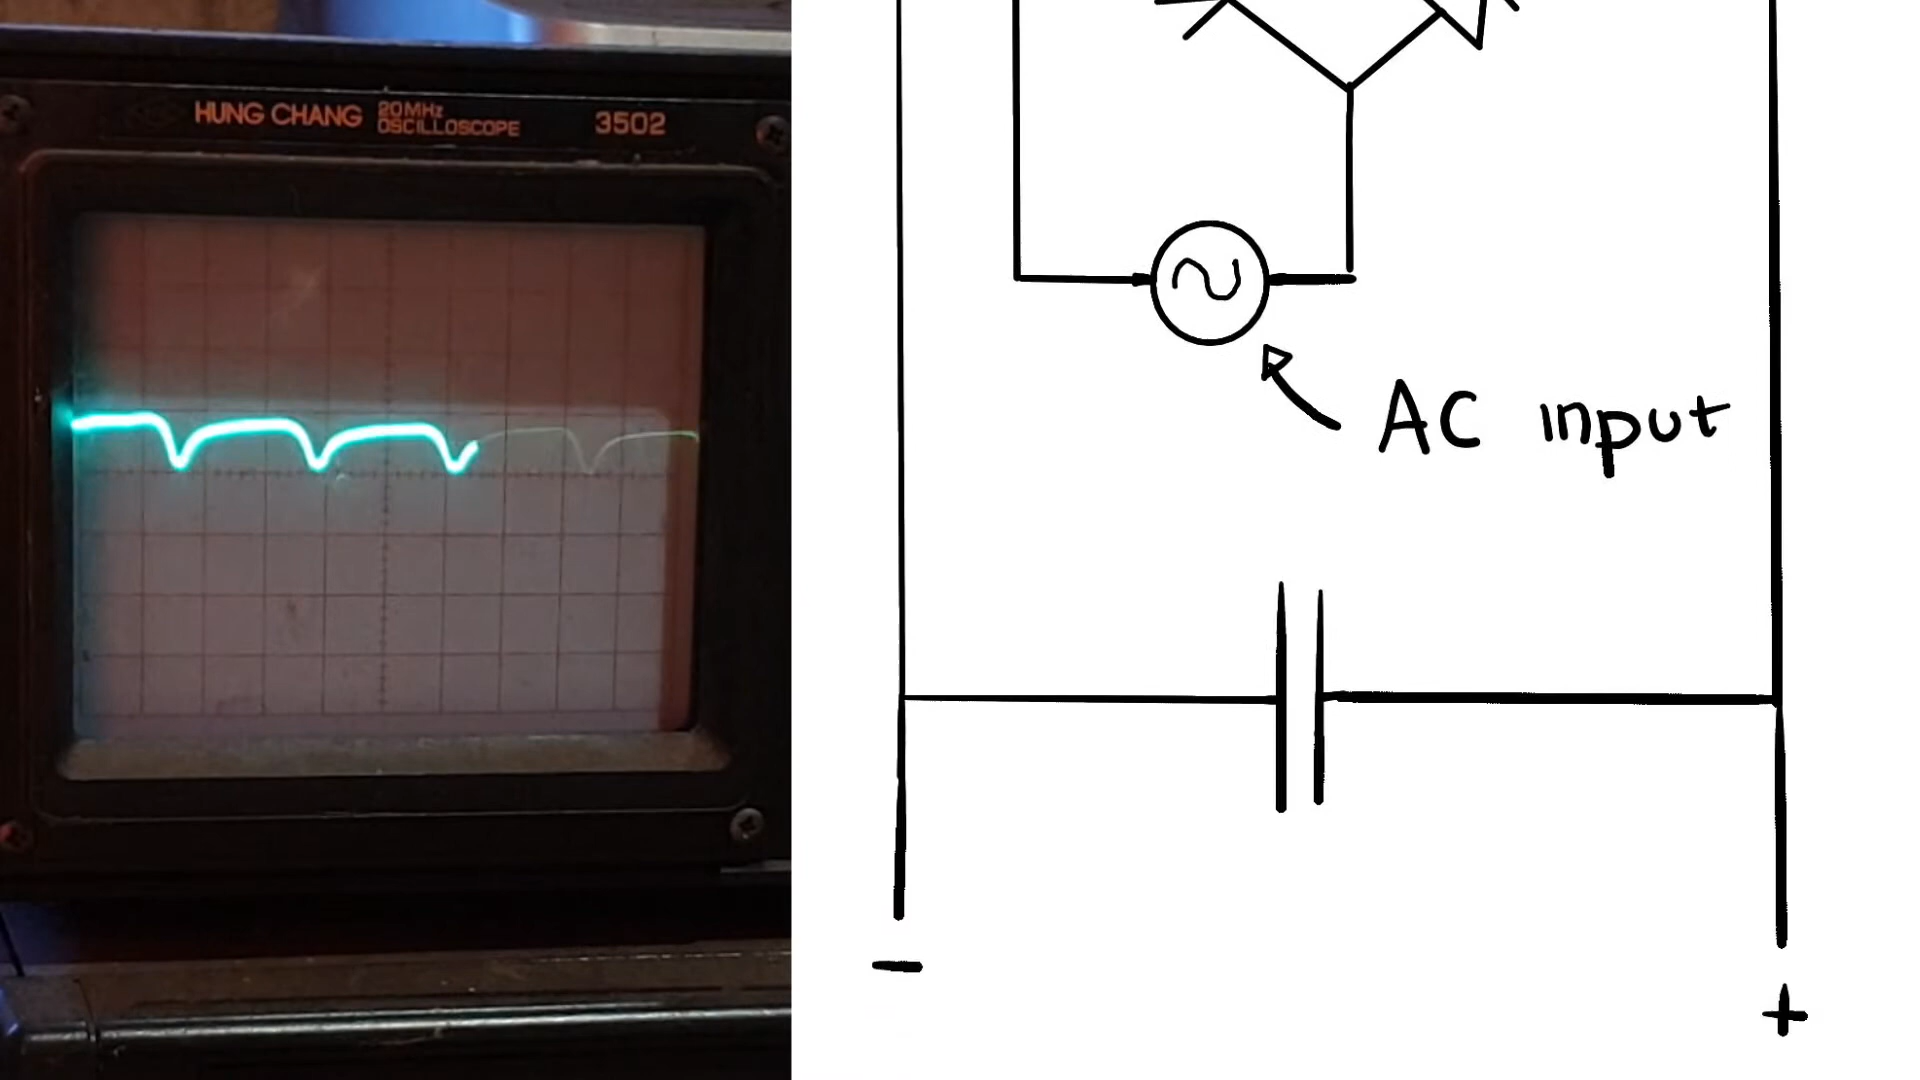 HUNG CHANG 20MHz OSCILLOSCOPE 3502
AC input
-
+